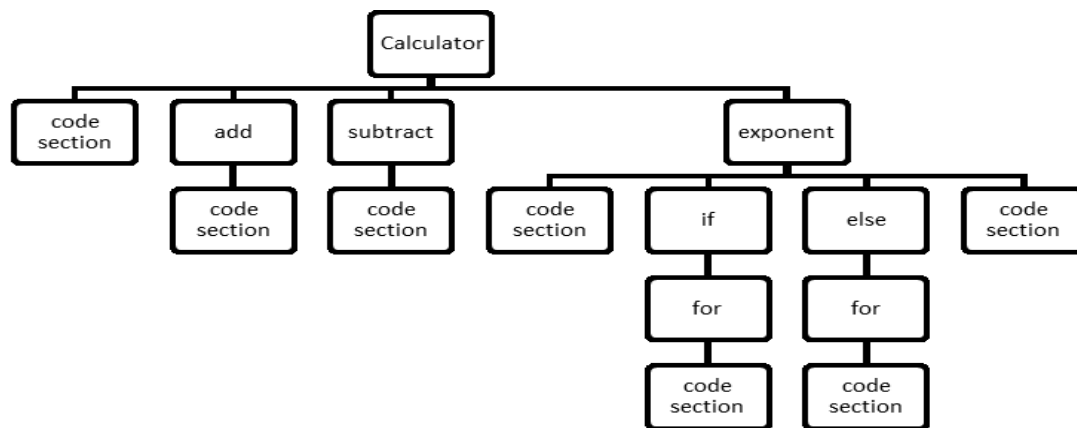 Calculator
code
section
add
subtract
exponent
code
section
code
section
code
section
if
else
code
section
for
for
code
section
code
section